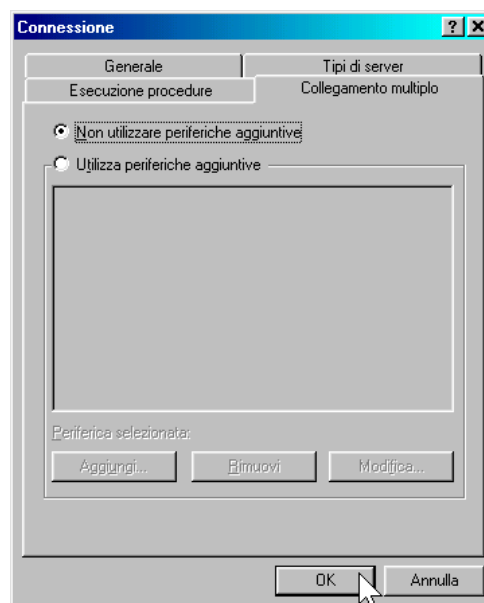 Connessione
Generale Tipi di server
Esecuzione procedure Collegamento multiplo
Non utilizzare periferiche aggiuntive
Utilizza periferiche aggiuntive
Periferica selezionata:
Aggiungi... Rimuovi Modifica...
OK Annulla